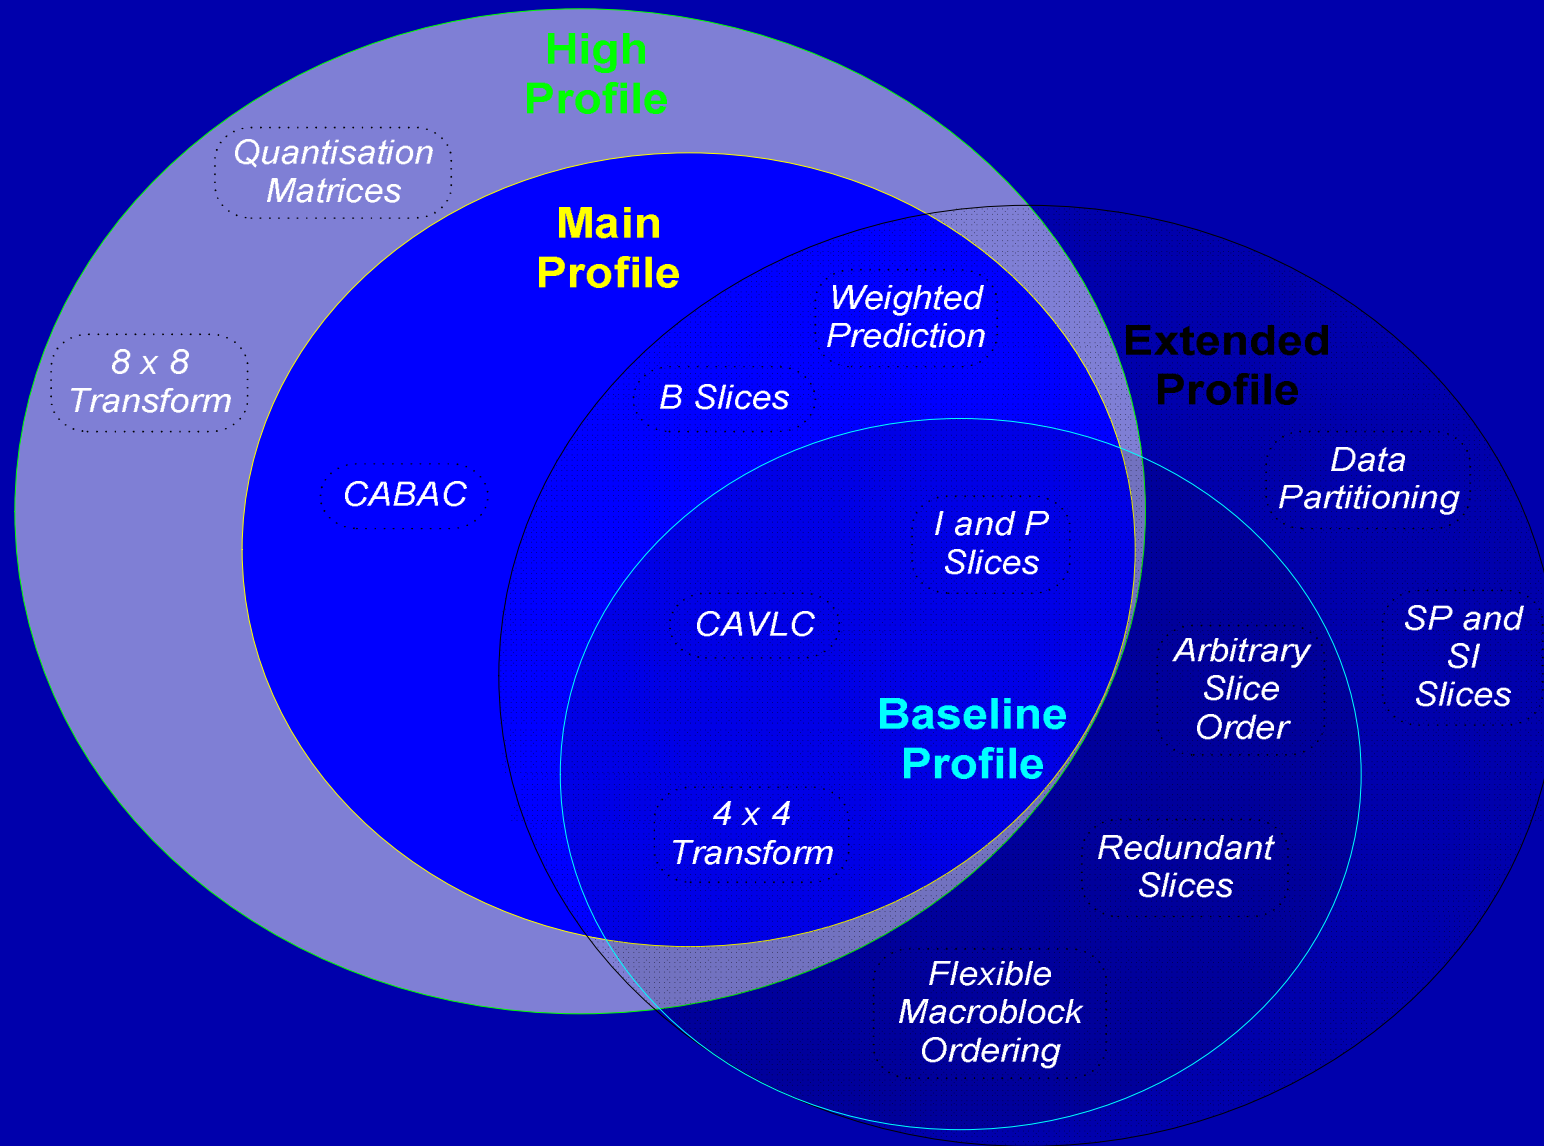 High
Profile
Quantisation
Matrices
Main
Profile
Weighted
Prediction
Extended
Profile
8 x 8
Transform
B Slices
Data
Partitioning
CABAC
I and P
Slices
CAVLC
SP and
SI
Slices
Arbitrary
Slice
Order
Baseline
Profile
4 x 4
Transform
Redundant
Slices
Flexible
Macroblock
Ordering